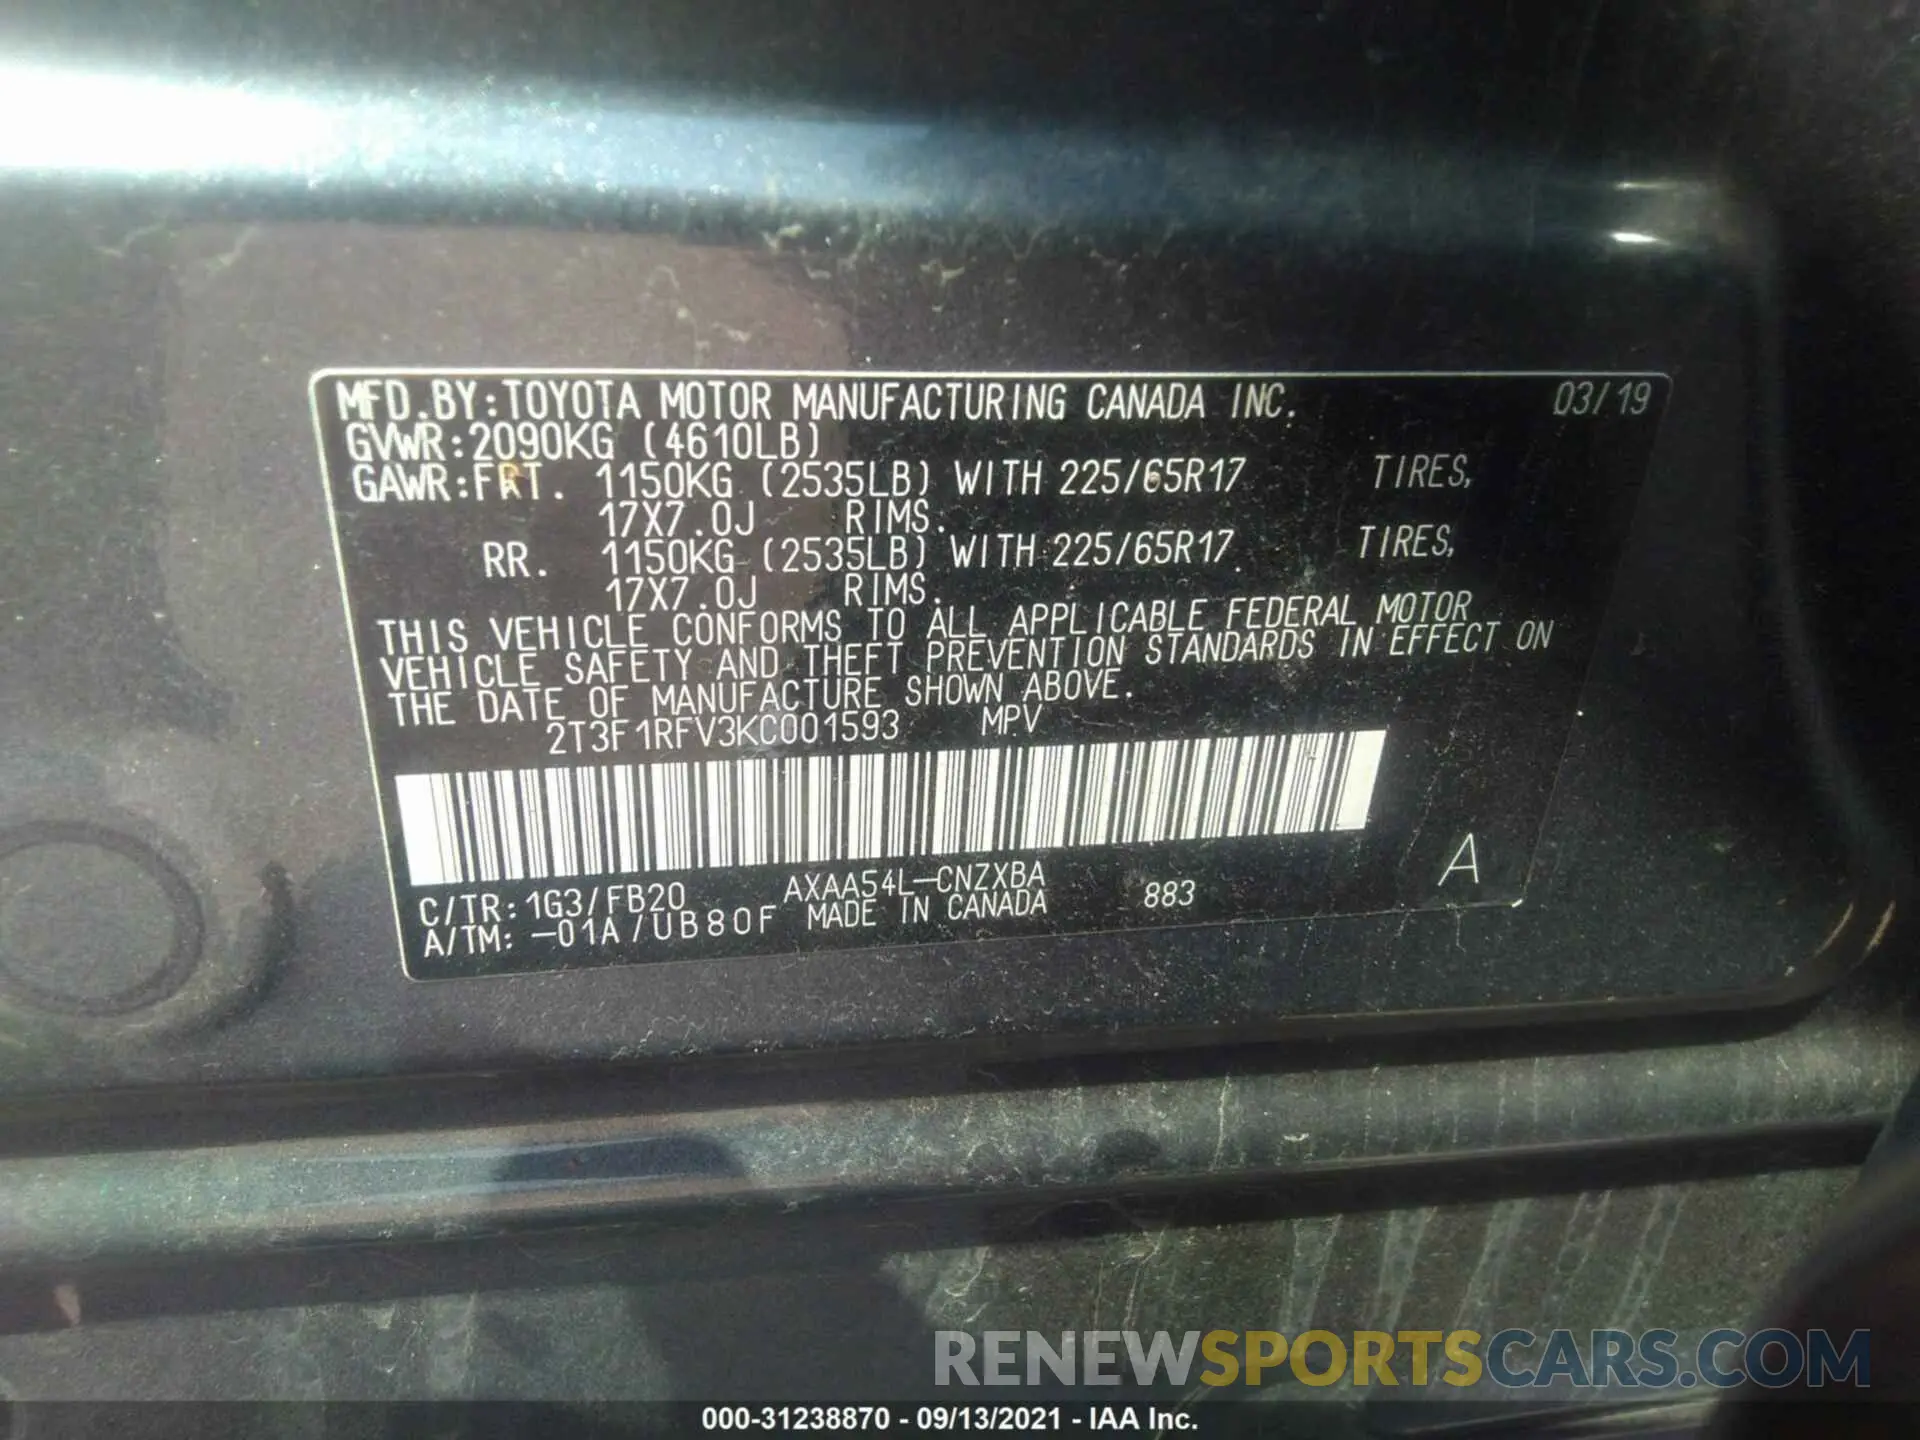 MFD.BY:TOYOTA MOTOR MANUFACTURING CANADA INC. 03/19
GVWR:2090KG (4610LB)
GAWR:FRT. 1150KG (2535LB) WITH 225/65R17 TIRES,
17X7.0J RIMS.
RR. 1150KG (2535LB) WITH 225/65R17 TIRES,
17X7.0J RIMS.
THIS VEHICLE CONFORMS TO ALL APPLICABLE FEDERAL MOTOR
VEHICLE SAFETY AND THEFT PREVENTION STANDARDS IN EFFECT ON
THE DATE OF MANUFACTURE SHOWN ABOVE.
2T3F1RFV3KC001593 MPV
C/TR:1G3/FB20 AXAA54L-CNZXBA 883 A
A/TM:-01A/UB80F MADE IN CANADA
RENEWSPORTSCARS.COM
000-31238870 - 09/13/2021 - IAA Inc.